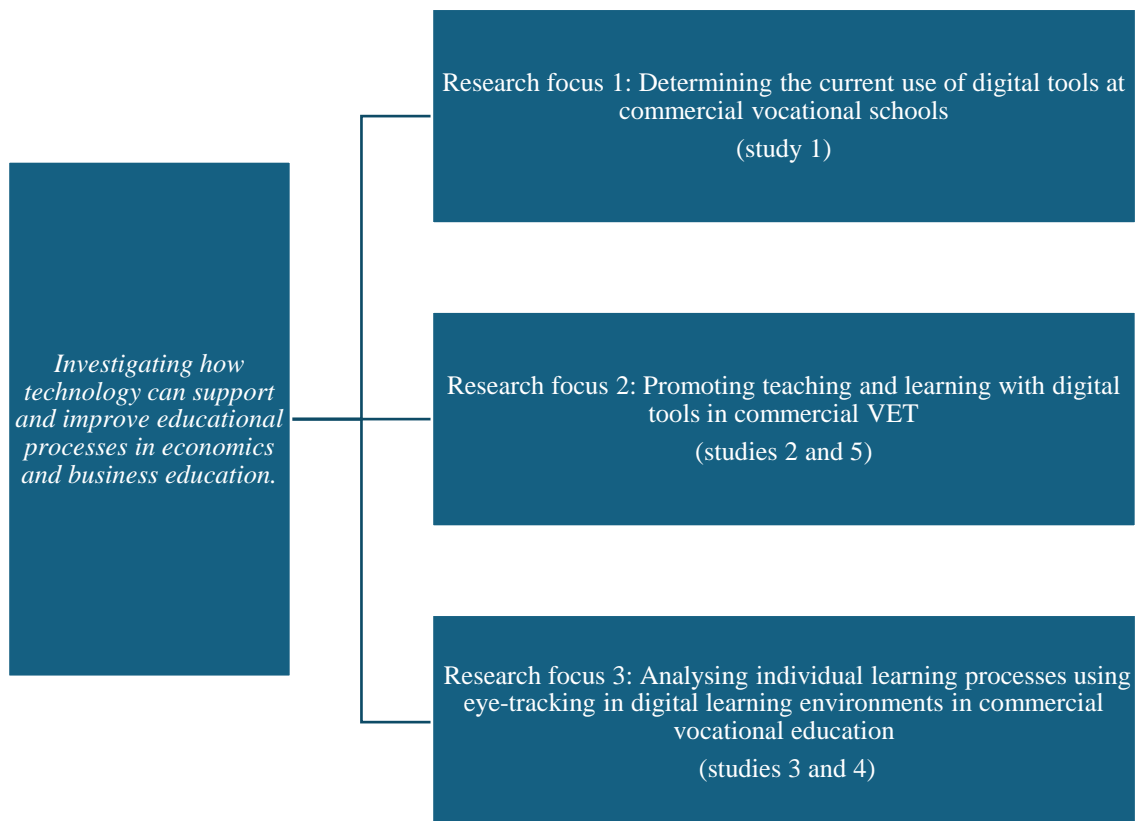 Investigating how
technology can support
and improve educational
processes in economics
and business education.
Research focus 1: Determining the current use of digital tools at
commercial vocational schools
(study 1)
Research focus 2: Promoting teaching and learning with digital
tools in commercial VET
(studies 2 and 5)
Research focus 3: Analysing individual learning processes using
eye-tracking in digital learning environments in commercial
vocational education
(studies 3 and 4)